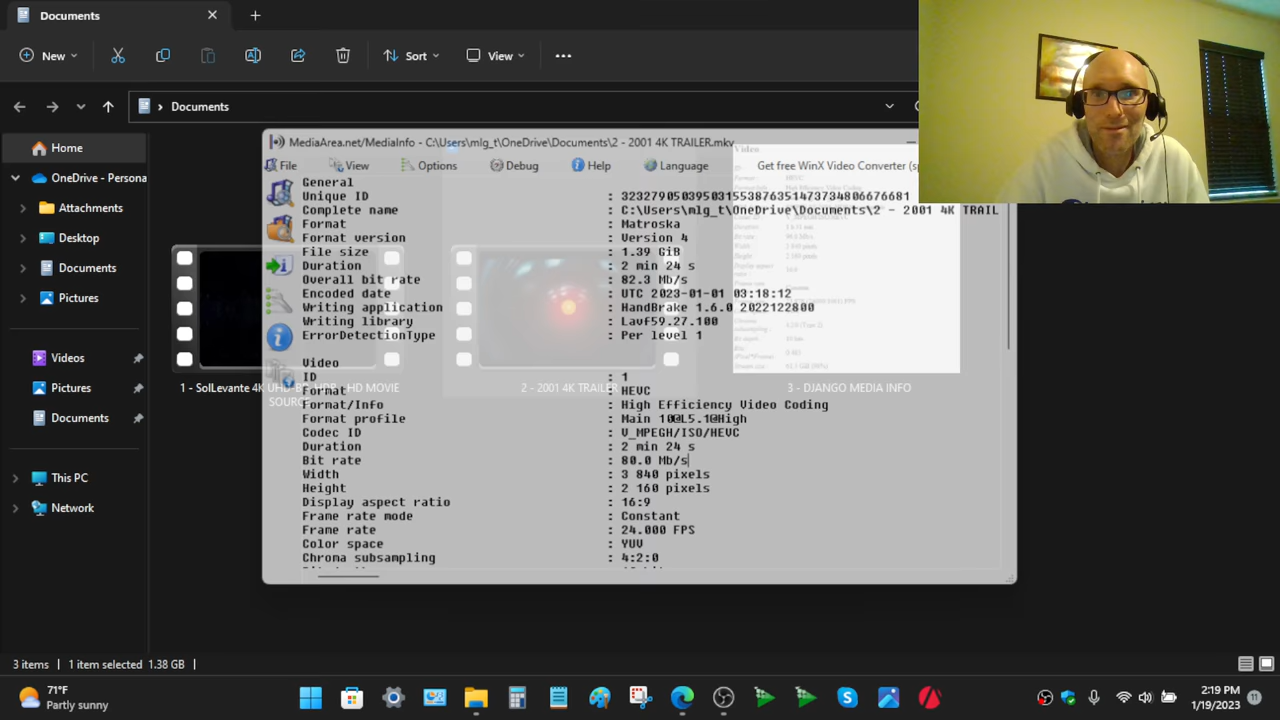 Documents
New
Sort
View
Documents
Home
OneDrive - Persona
Attachments
Desktop
Documents
Pictures
Videos
Pictures
Documents
This PC
Network
MediaArea.net/MediaInfo - C:\Users\mlg_t\OneDrive\Documents\2 - 2001 4K TRAILER.mkv
File View Options Debug Help Language Get free WinX Video Converter (sp
General
Unique ID : 323279050395031553876351473734806676681
Complete name : C:\Users\mlg_t\OneDrive\Documents\2 - 2001 4K TRAIL
Format : Matroska
Format version : Version 4
File size : 1.39 GiB
Duration : 2 min 24 s
Overall bit rate : 82.3 Mb/s
Encoded date : UTC 2023-01-01 03:18:12
Writing application : HandBrake 1.6.0 2022122800
Writing library : Lavf59.27.100
ErrorDetectionType : Per level 1
Video
ID : 1
Format : HEVC
Format/Info : High Efficiency Video Coding
Format profile : Main 10@L5.1@High
Codec ID : V_MPEGH/ISO/HEVC
Duration : 2 min 24 s
Bit rate : 80.0 Mb/s
Width : 3 840 pixels
Height : 2 160 pixels
Display aspect ratio : 16:9
Frame rate mode : Constant
Frame rate : 24.000 FPS
Color space : YUV
Chroma subsampling : 4:2:0
1 - SolLevante 4K UHD-BD-HDR - HD MOVIE
SOURCE
2 - 2001 4K TRAILER
3 - DJANGO MEDIA INFO
3 items
1 item selected 1.38 GB
71°F
Partly sunny
2:19 PM
1/19/2023
11